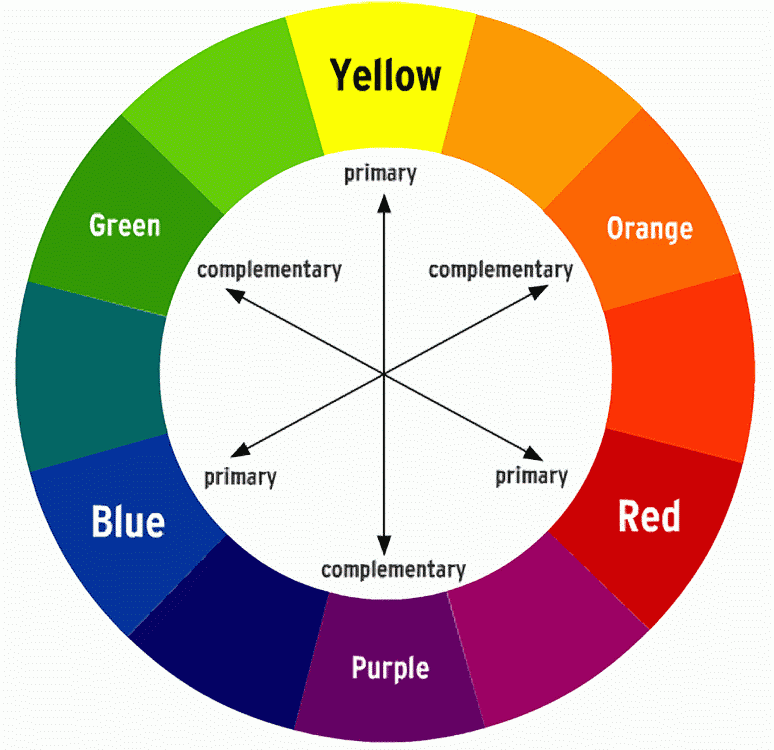 Yellow
primary
Green
Orange
complementary
complementary
primary
primary
Blue
Red
complementary
Purple